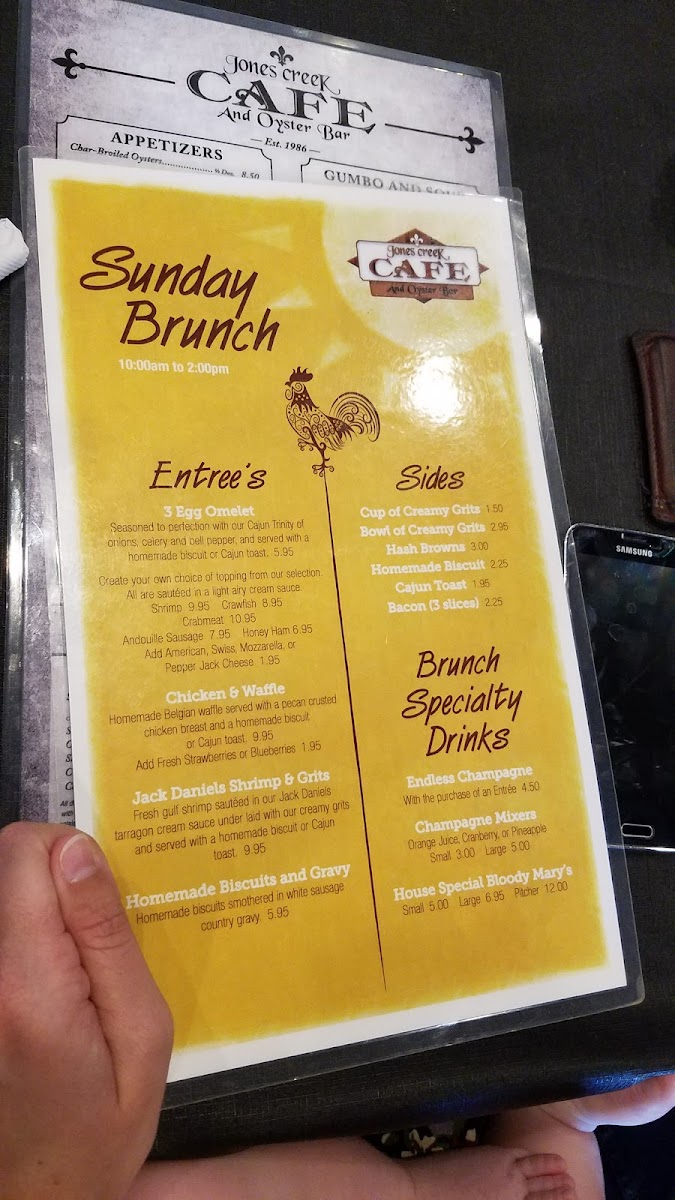 Jones Creek
CAFE
And Oyster Bar
Est. 1986
APPETIZERS
Char-Broiled Oysters.................... ½ Doz. 8.50
GUMBO AND
Jones Creek
CAFE
And Oyster Bar
Sunday
Brunch
10:00am to 2:00pm
Entree's
3 Egg Omelet
Seasoned to perfection with our Cajun Trinity of
onions, celery and bell pepper, and served with a
homemade biscuit or Cajun toast. 5.95
Create your own choice of topping from our selection.
All are sautéed in a light airy cream sauce.
Shrimp 9.95 Crawfish 8.95
Crabmeat 10.95
Andouille Sausage 7.95 Honey Ham 6.95
Add American, Swiss, Mozzarella, or
Pepper Jack Cheese 1.95
Chicken & Waffle
Homemade Belgian waffle served with a pecan crusted
chicken breast and a homemade biscuit
or Cajun toast. 9.95
Add Fresh Strawberries or Blueberries 1.95
Jack Daniels Shrimp & Grits
Fresh gulf shrimp sautéed in our Jack Daniels
tarragon cream sauce under laid with our creamy grits
and served with a homemade biscuit or Cajun
toast. 9.95
Homemade Biscuits and Gravy
Homemade biscuits smothered in white sausage
country gravy. 5.95
Sides
Cup of Creamy Grits 1.50
Bowl of Creamy Grits 2.95
Hash Browns 3.00
Homemade Biscuit 2.25
Cajun Toast 1.95
Bacon (3 slices) 2.25
Brunch
Specialty
Drinks
Endless Champagne
With the purchase of an Entrée 4.50
Champagne Mixers
Orange Juice, Cranberry, or Pineapple
Small 3.00 Large 5.00
House Special Bloody Mary's
Small 5.00 Large 6.95 Pitcher 12.00
SAMSUNG